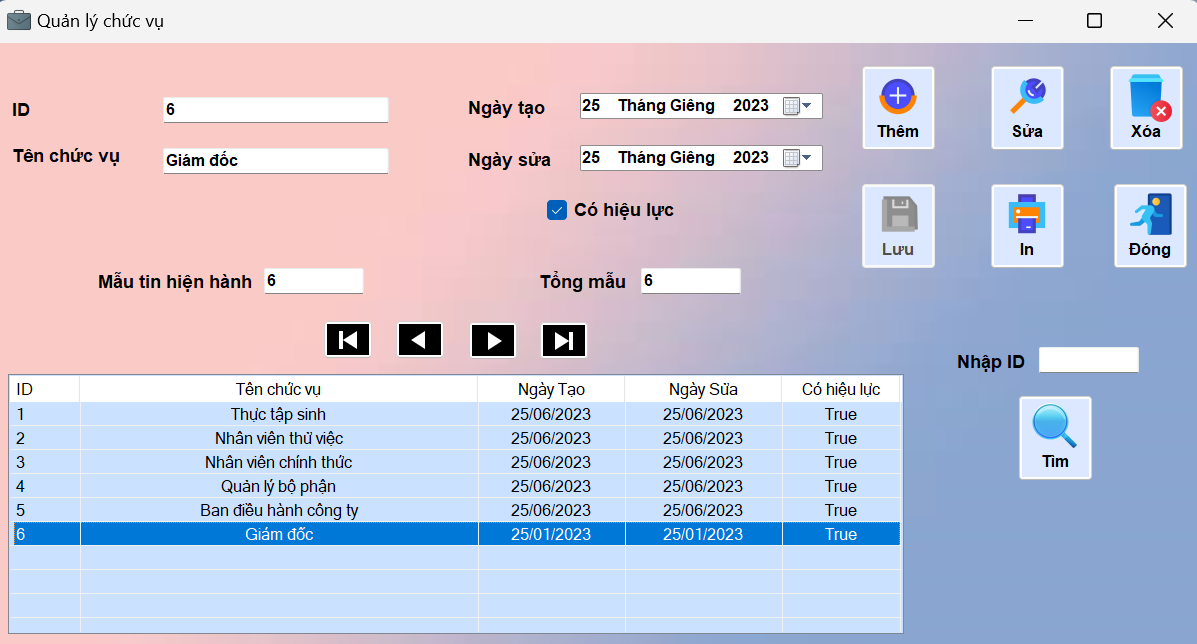 Quản lý chức vụ
ID 6
Ngày tạo 25 Tháng Giêng 2023
Tên chức vụ Giám đốc
Ngày sửa 25 Tháng Giêng 2023
Có hiệu lực
Thêm Sửa Xóa
Lưu In Đóng
Mẫu tin hiện hành 6
Tổng mẫu 6
Nhập ID
Tìm
ID Tên chức vụ Ngày Tạo Ngày Sửa Có hiệu lực
1 Thực tập sinh 25/06/2023 25/06/2023 True
2 Nhân viên thử việc 25/06/2023 25/06/2023 True
3 Nhân viên chính thức 25/06/2023 25/06/2023 True
4 Quản lý bộ phận 25/06/2023 25/06/2023 True
5 Ban điều hành công ty 25/06/2023 25/06/2023 True
6 Giám đốc 25/01/2023 25/01/2023 True